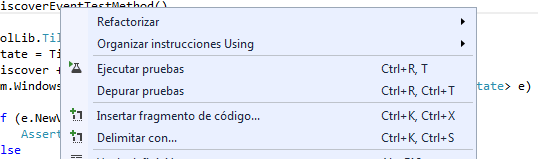 iscoverEventTestMethod()
Refactorizar
olLib.Til
Organizar instrucciones Using
tate = Ti
iscover +
Ejecutar pruebas Ctrl+R, T
m.Windows
Depurar pruebas Ctrl+R, Ctrl+T
tate> e)
Insertar fragmento de código... Ctrl+K, Ctrl+X
f (e.NewV
Delimitar con... Ctrl+K, Ctrl+S
Assert
lse